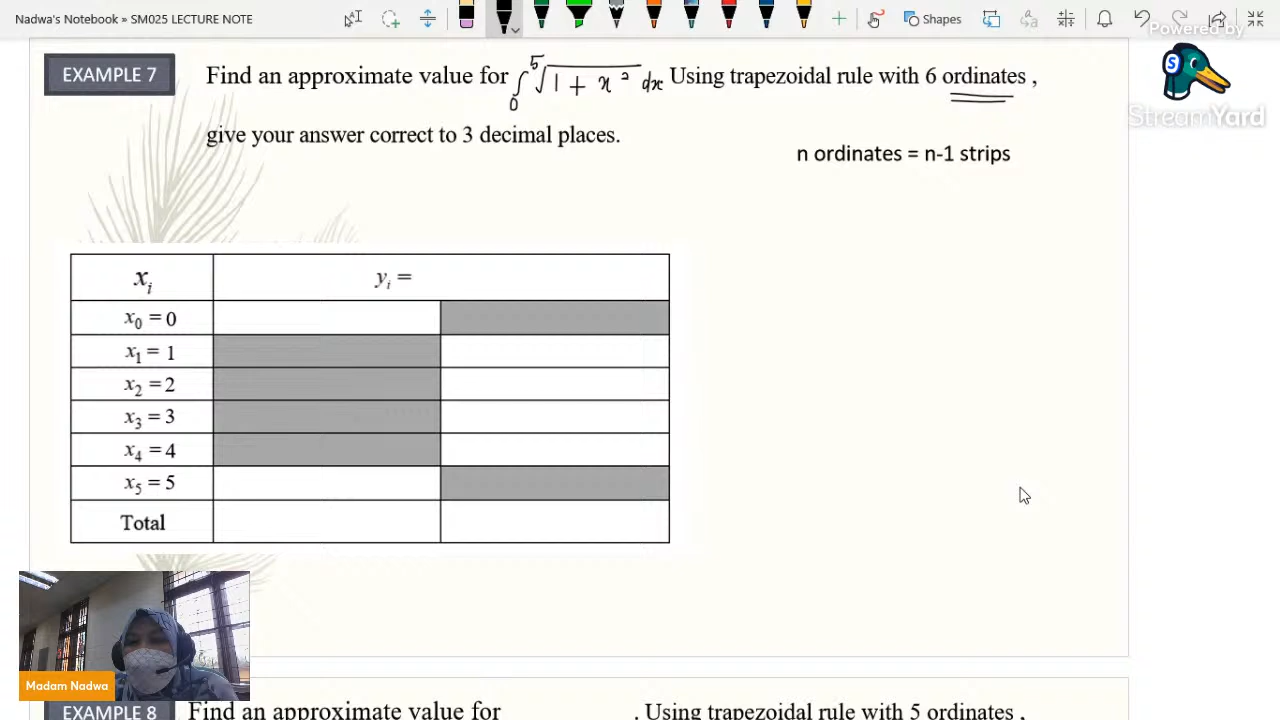 Nadwa's Notebook » SM025 LECTURE NOTE
Shapes
Powered by
StreamYard
EXAMPLE 7 Find an approximate value for ∫₀⁵ √(1 + x²) dx Using trapezoidal rule with 6 ordinates ,
give your answer correct to 3 decimal places.
n ordinates = n-1 strips
xᵢ yᵢ =
x₀ = 0
x₁ = 1
x₂ = 2
x₃ = 3
x₄ = 4
x₅ = 5
Total
Madam Nadwa
EXAMPLE 8 Find an approximate value for . Using trapezoidal rule with 5 ordinates ,